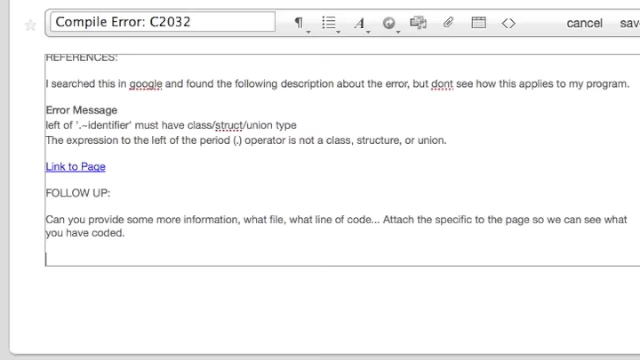 Compile Error: C2032
cancel
REFERENCES:
I searched this in google and found the following description about the error, but dont see how this applies to my program.
Error Message
left of '.~identifier' must have class/struct/union type
The expression to the left of the period (.) operator is not a class, structure, or union.
Link to Page
FOLLOW UP:
Can you provide some more information, what file, what line of code... Attach the specific to the page so we can see what
you have coded.